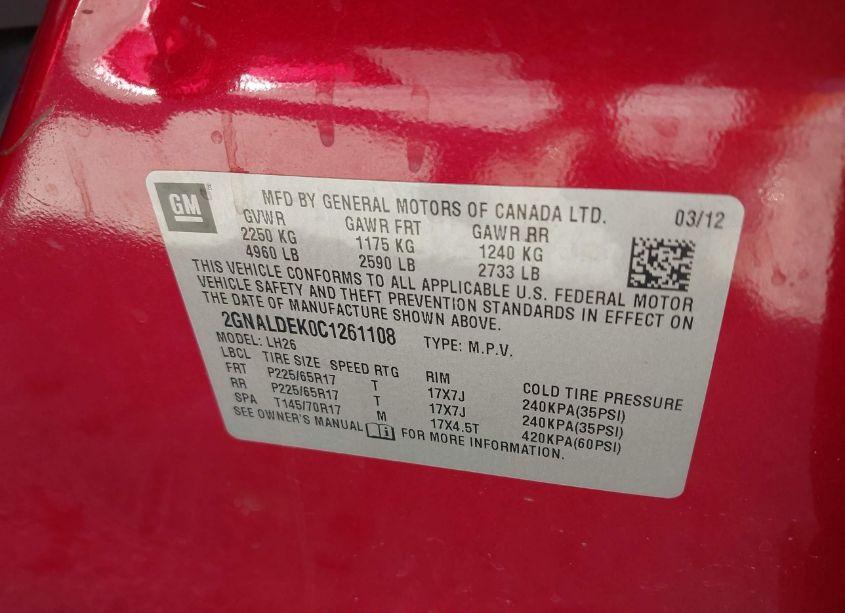 GM
MFD BY GENERAL MOTORS OF CANADA LTD. 03/12
GVWR GAWR FRT GAWR RR
2250 KG 1175 KG 1240 KG
4960 LB 2590 LB 2733 LB
THIS VEHICLE CONFORMS TO ALL APPLICABLE U.S. FEDERAL MOTOR
VEHICLE SAFETY AND THEFT PREVENTION STANDARDS IN EFFECT ON
THE DATE OF MANUFACTURE SHOWN ABOVE.
2GNALDEK0C1261108 TYPE: M.P.V.
MODEL: LH26
LBCL TIRE SIZE SPEED RTG RIM COLD TIRE PRESSURE
FRT P225/65R17 T 17X7J 240KPA(35PSI)
RR P225/65R17 T 17X7J 240KPA(35PSI)
SPA T145/70R17 M 17X4.5T 420KPA(60PSI)
SEE OWNER'S MANUAL FOR MORE INFORMATION.